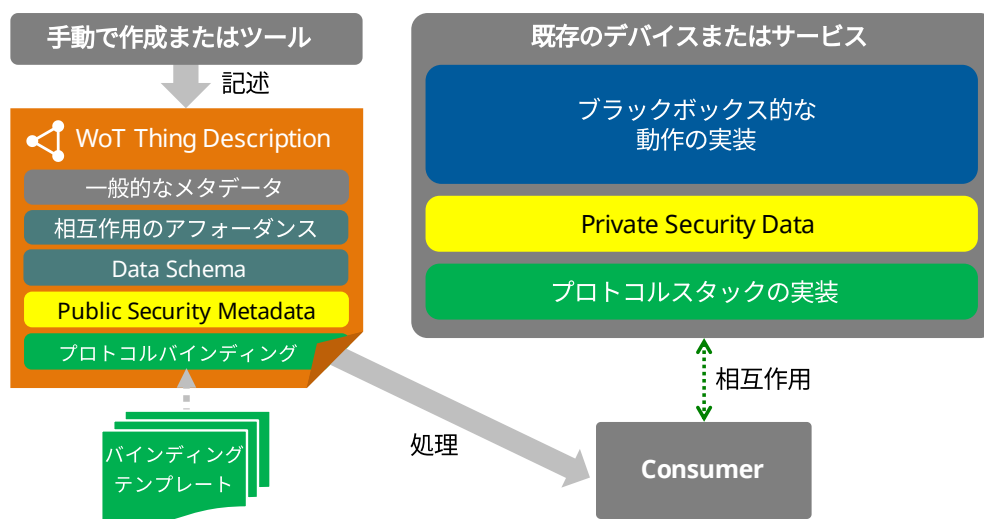 手動で作成またはツール
記述
WoT Thing Description
一般的なメタデータ
相互作用のアフォーダンス
Data Schema
Public Security Metadata
プロトコルバインディング
バインディング
テンプレート
処理
既存のデバイスまたはサービス
ブラックボックス的な
動作の実装
Private Security Data
プロトコルスタックの実装
相互作用
Consumer